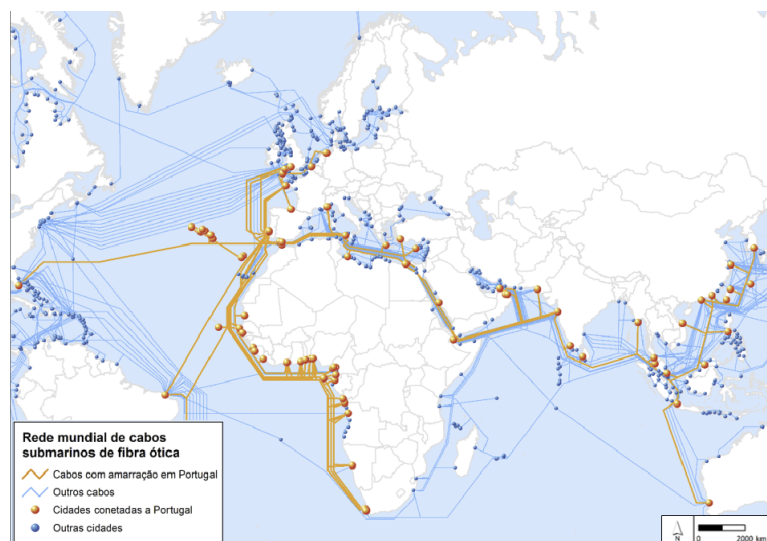 Rede mundial de cabos
submarinos de fibra ótica
Cabos com amarração em Portugal
Outros cabos
Cidades conetadas a Portugal
Outras cidades
N
0 2000 km